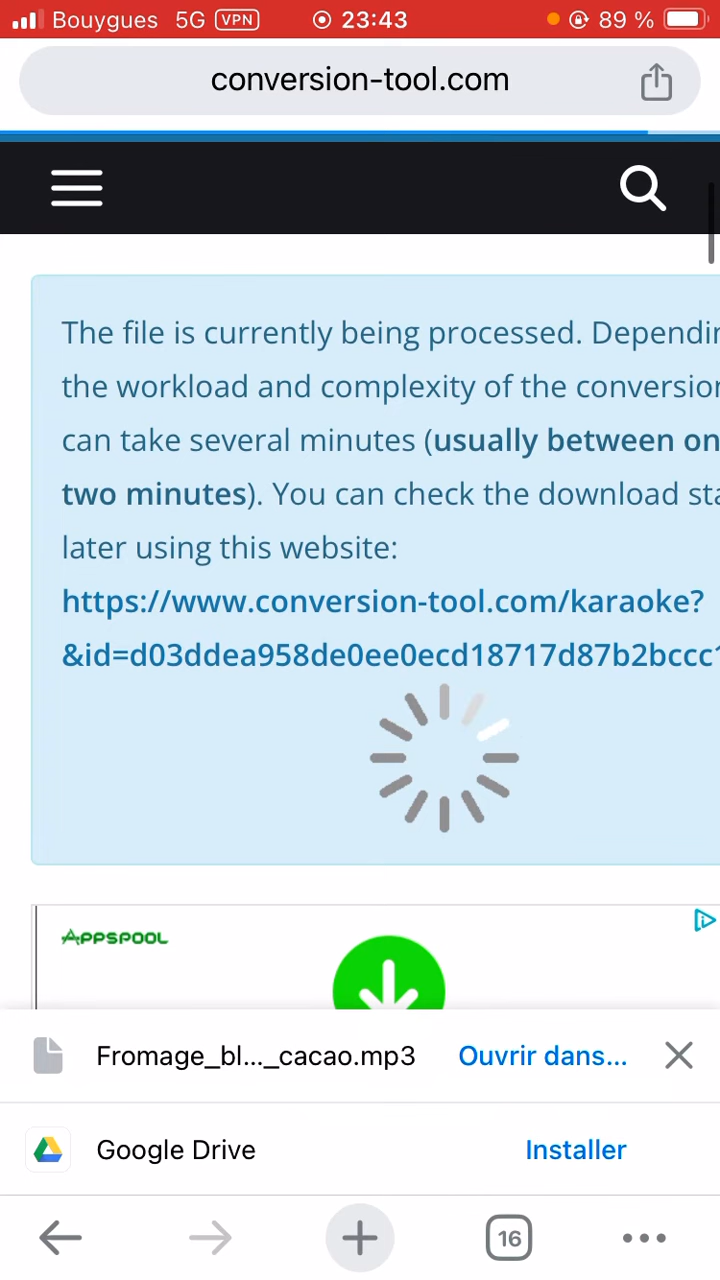 Bouygues 5G VPN 23:43 89 %
conversion-tool.com
The file is currently being processed. Dependin
the workload and complexity of the conversion
can take several minutes (usually between on
two minutes). You can check the download sta
later using this website:
https://www.conversion-tool.com/karaoke?
&id=d03ddea958de0ee0ecd18717d87b2bccc1
APPSPOOL
Fromage_bl..._cacao.mp3 Ouvrir dans...
Google Drive Installer
16